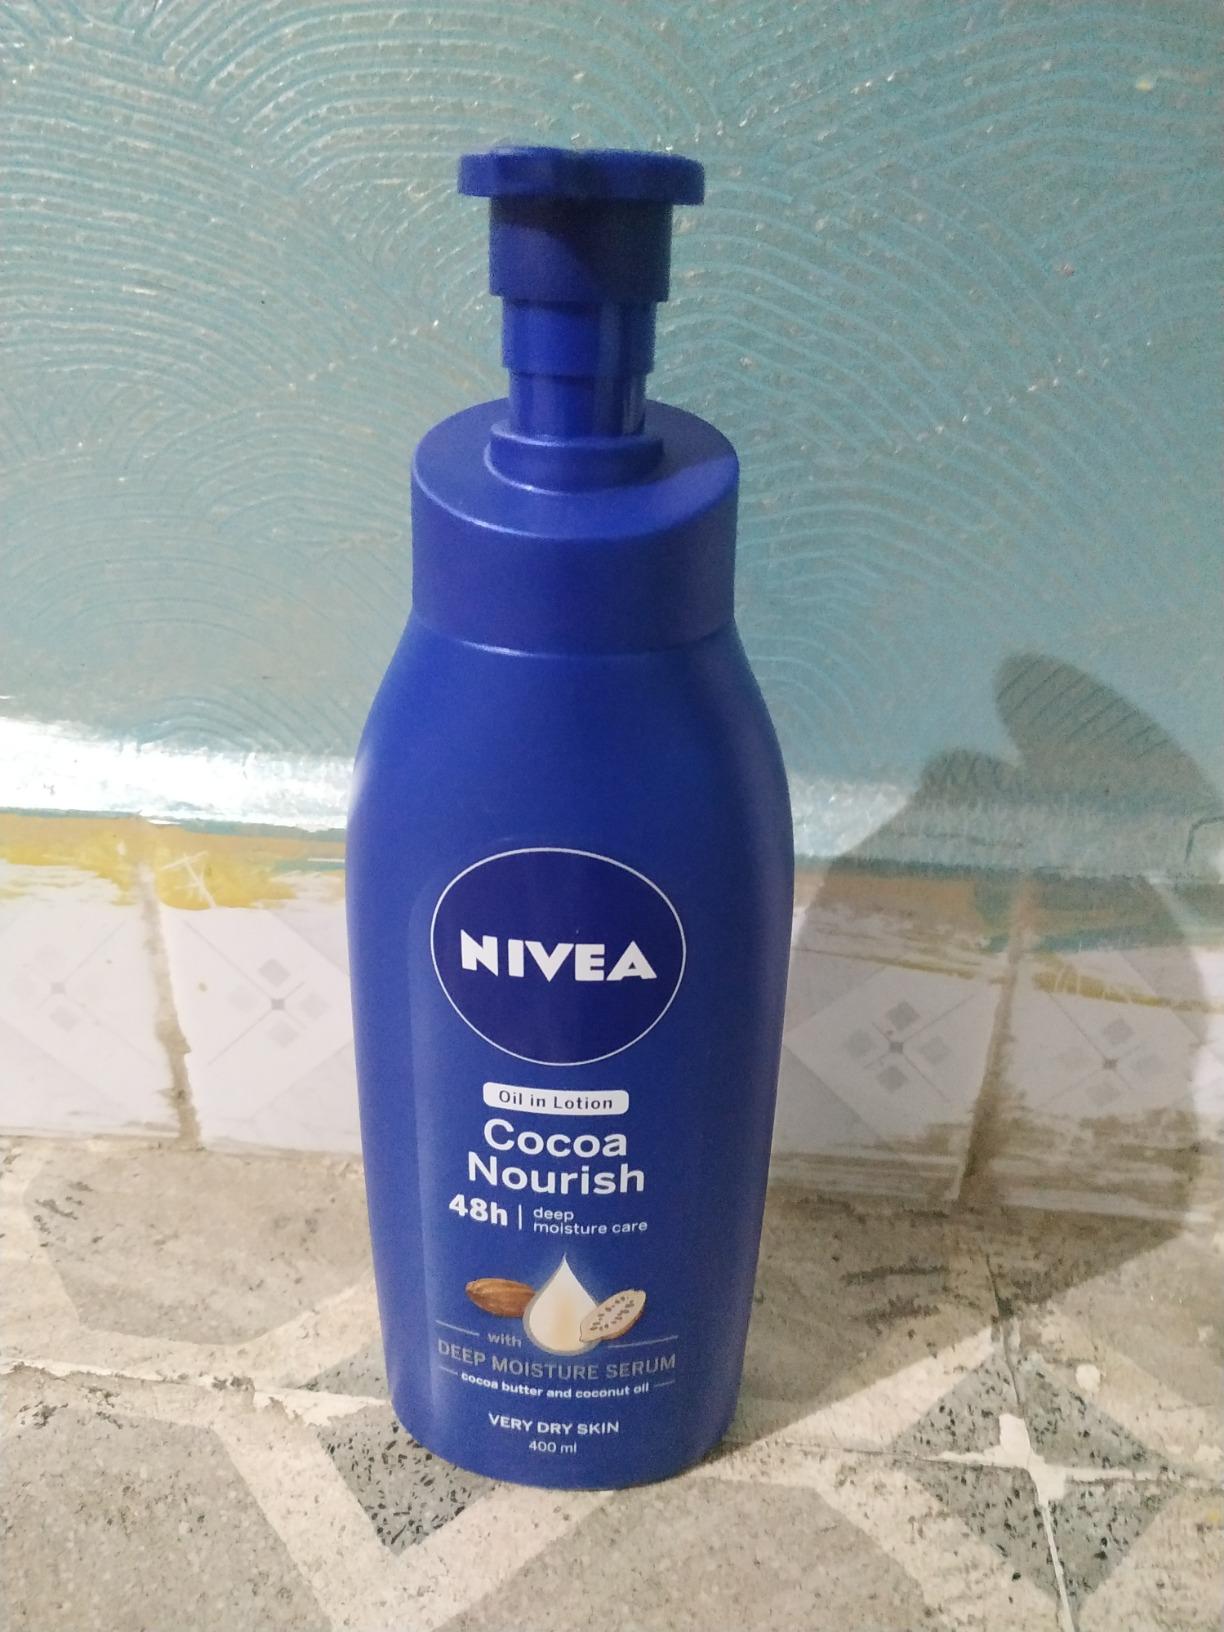 NIVEA
Oil in Lotion
Cocoa
Nourish
48h | deep
moisture care
with
DEEP MOISTURE SERUM
cocoa butter and coconut oil
VERY DRY SKIN
400 ml